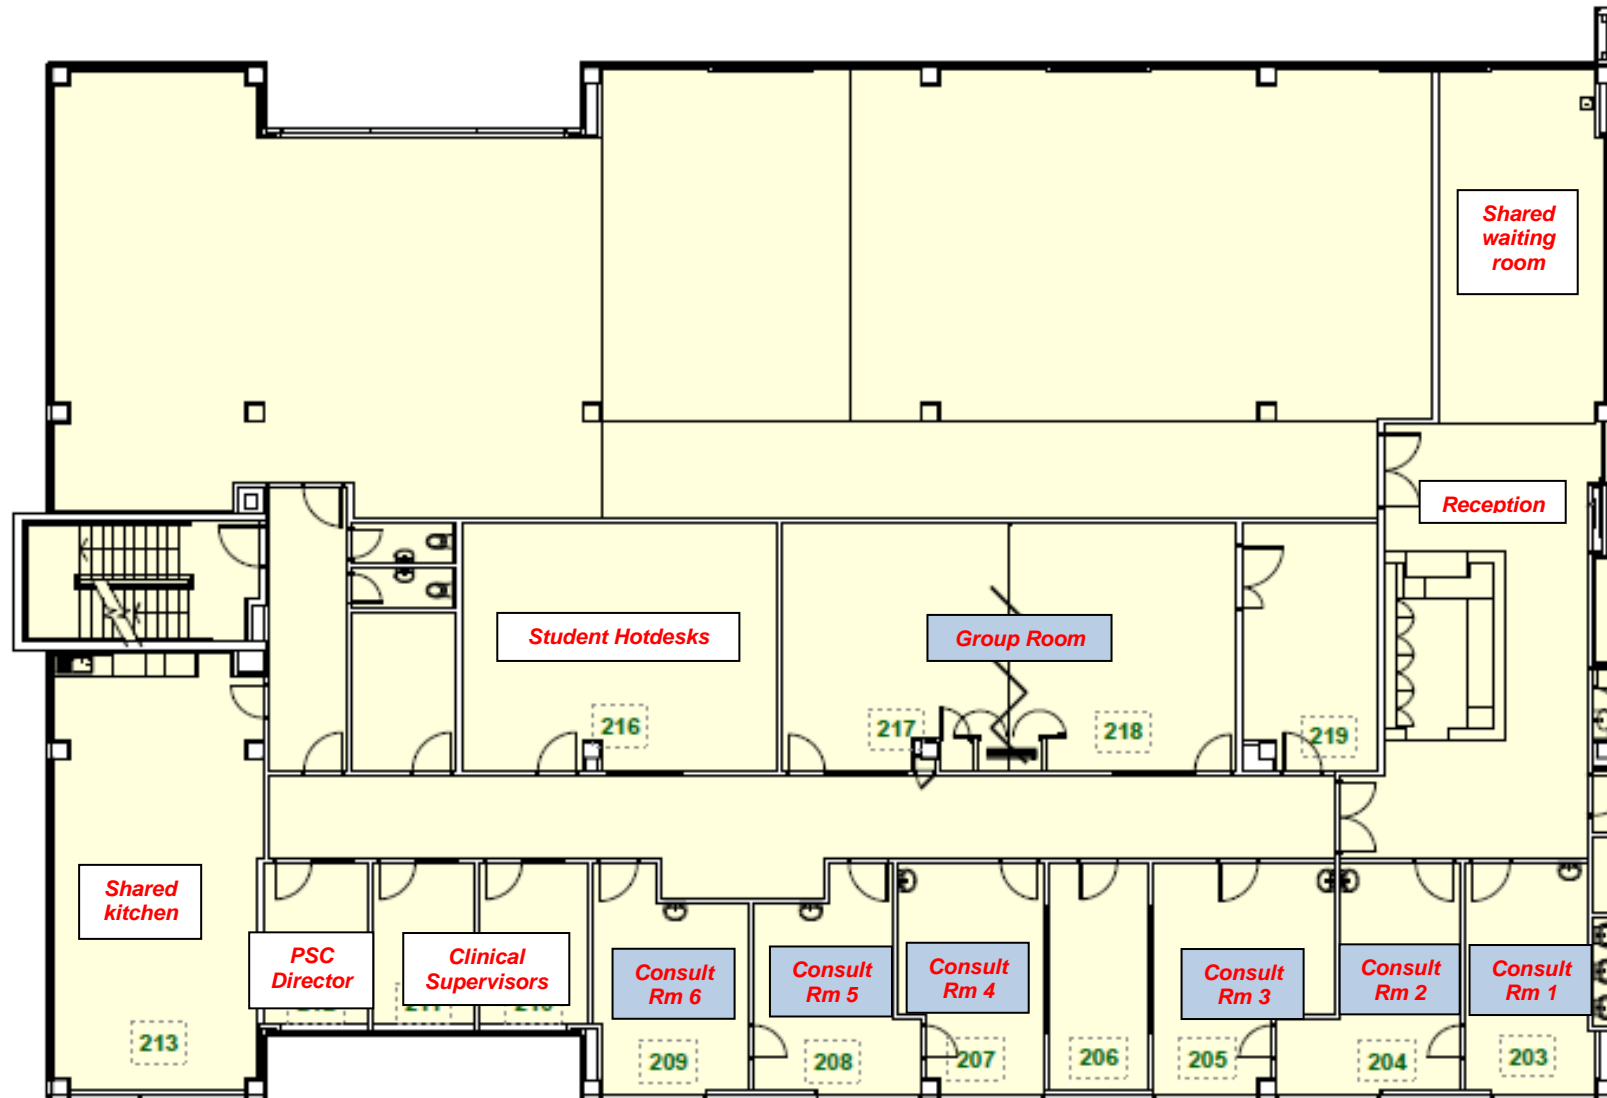 Shared
waiting
room
Reception
Student Hotdesks
Group Room
216
217
218
219
Shared
kitchen
PSC
Director
Clinical
Supervisors
Consult
Rm 6
Consult
Rm 5
Consult
Rm 4
Consult
Rm 3
Consult
Rm 2
Consult
Rm 1
213
209
208
207
206
205
204
203